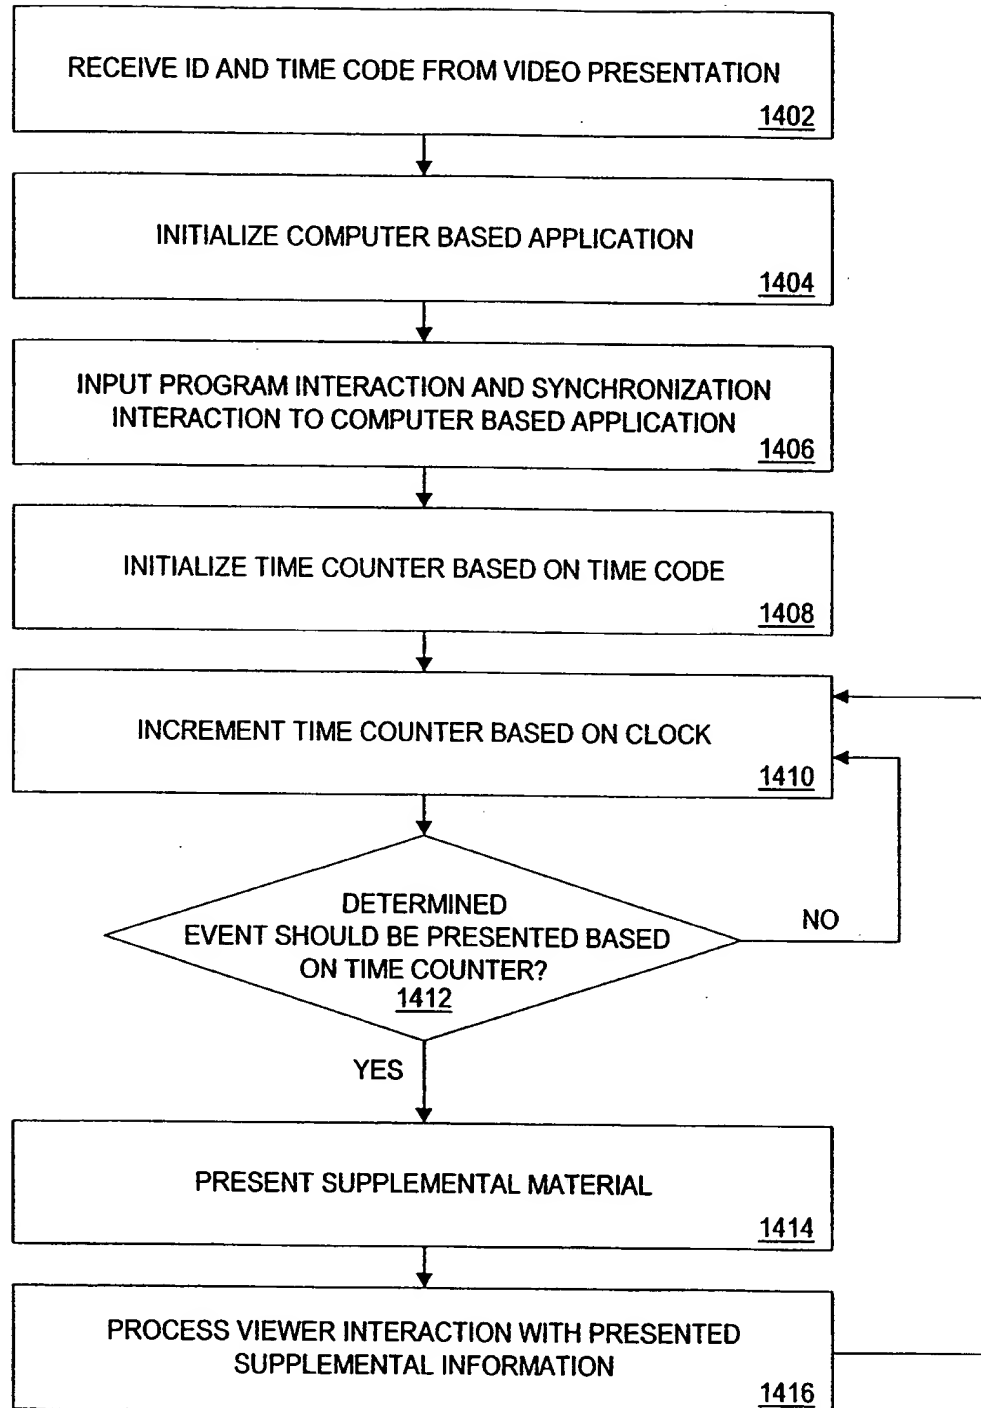 RECEIVE ID AND TIME CODE FROM VIDEO PRESENTATION
1402
INITIALIZE COMPUTER BASED APPLICATION
1404
INPUT PROGRAM INTERACTION AND SYNCHRONIZATION
INTERACTION TO COMPUTER BASED APPLICATION
1406
INITIALIZE TIME COUNTER BASED ON TIME CODE
1408
INCREMENT TIME COUNTER BASED ON CLOCK
1410
DETERMINED
EVENT SHOULD BE PRESENTED BASED
ON TIME COUNTER?
1412
NO
YES
PRESENT SUPPLEMENTAL MATERIAL
1414
PROCESS VIEWER INTERACTION WITH PRESENTED
SUPPLEMENTAL INFORMATION
1416